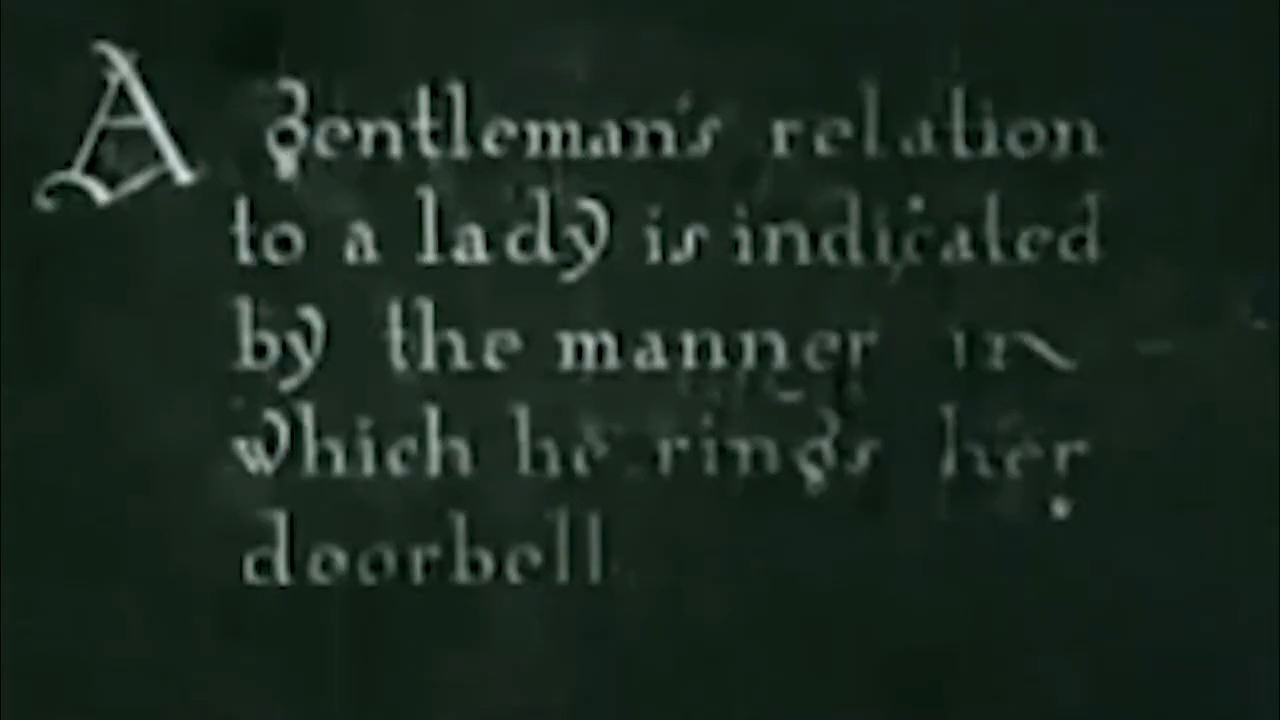 A gentleman's relation
to a lady is indicated
by the manner in
which he rings her
doorbell